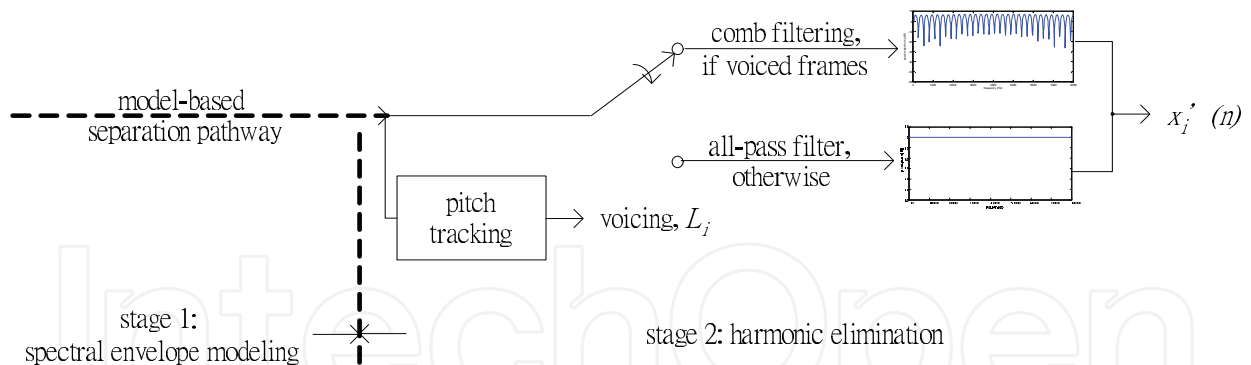 comb filtering,
if voiced frames
model-based
separation pathway
x_i' (n)
all-pass filter,
otherwise
pitch
tracking
voicing, L_i
stage 1:
spectral envelope modeling
stage 2: harmonic elimination
IntechOpen